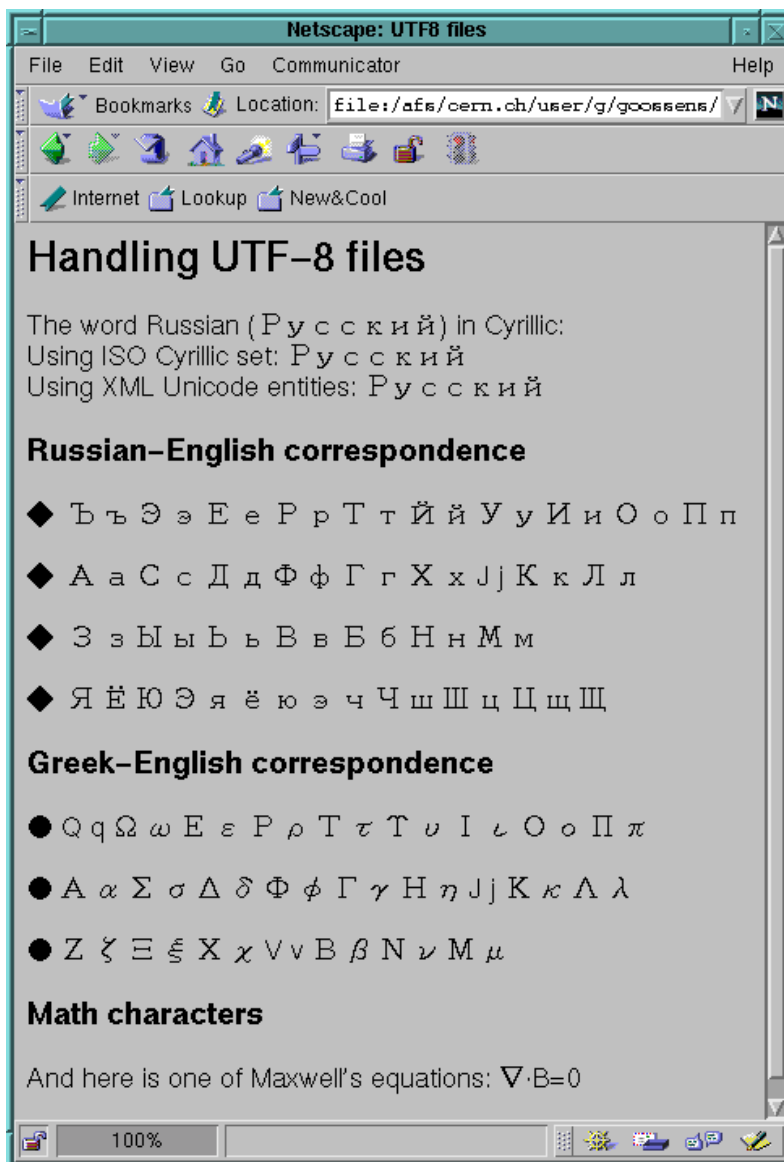 Netscape: UTF8 files
File Edit View Go Communicator Help
Bookmarks Location: file:/afs/cern.ch/user/g/goossens/ N
Internet Lookup New&Cool
Handling UTF-8 files
The word Russian (Русский) in Cyrillic:
Using ISO Cyrillic set: Русский
Using XML Unicode entities: Русский
Russian-English correspondence
◆ Ъ ъ Э э Е е Р р Т т Й й У у И и О о П п
◆ А а С с Д д Ф ф Г г Х х J j К к Л л
◆ З з Ы ы Ь ь В в Б б Н н М м
◆ Я Ё Ю Э я ё ю э ч Ч ш Ш ц Ц щ Щ
Greek-English correspondence
● Q q Ω ω Ε ε Ρ ρ Τ τ Υ υ Ι ι Ο ο Π π
● Α α Σ σ Δ δ Φ φ Γ γ Η η J j Κ κ Λ λ
● Ζ ζ Ξ ξ Χ χ V v Β β Ν ν Μ μ
Math characters
And here is one of Maxwell's equations: ∇·B=0
100%